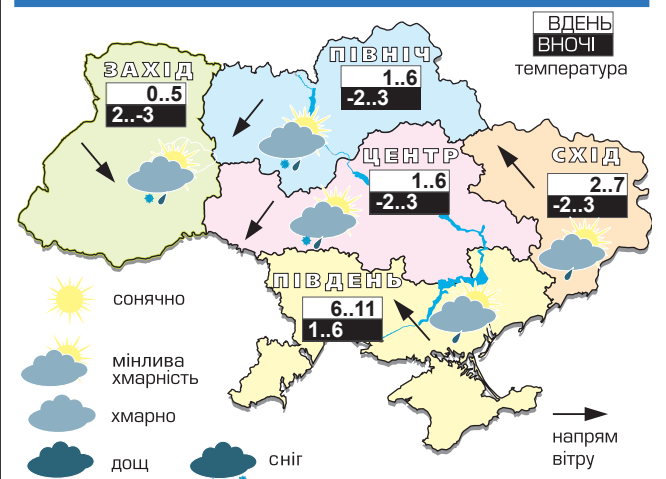 ВДЕНЬ
ВНОЧІ
температура
ПІВНІЧ
1..6
-2..3
ЗАХІД
0..5
2..-3
ЦЕНТР
1..6
-2..3
СХІД
2..7
-2..3
ПІВДЕНЬ
6..11
1..6
сонячно
мінлива
хмарність
хмарно
дощ
сніг
напрям
вітру